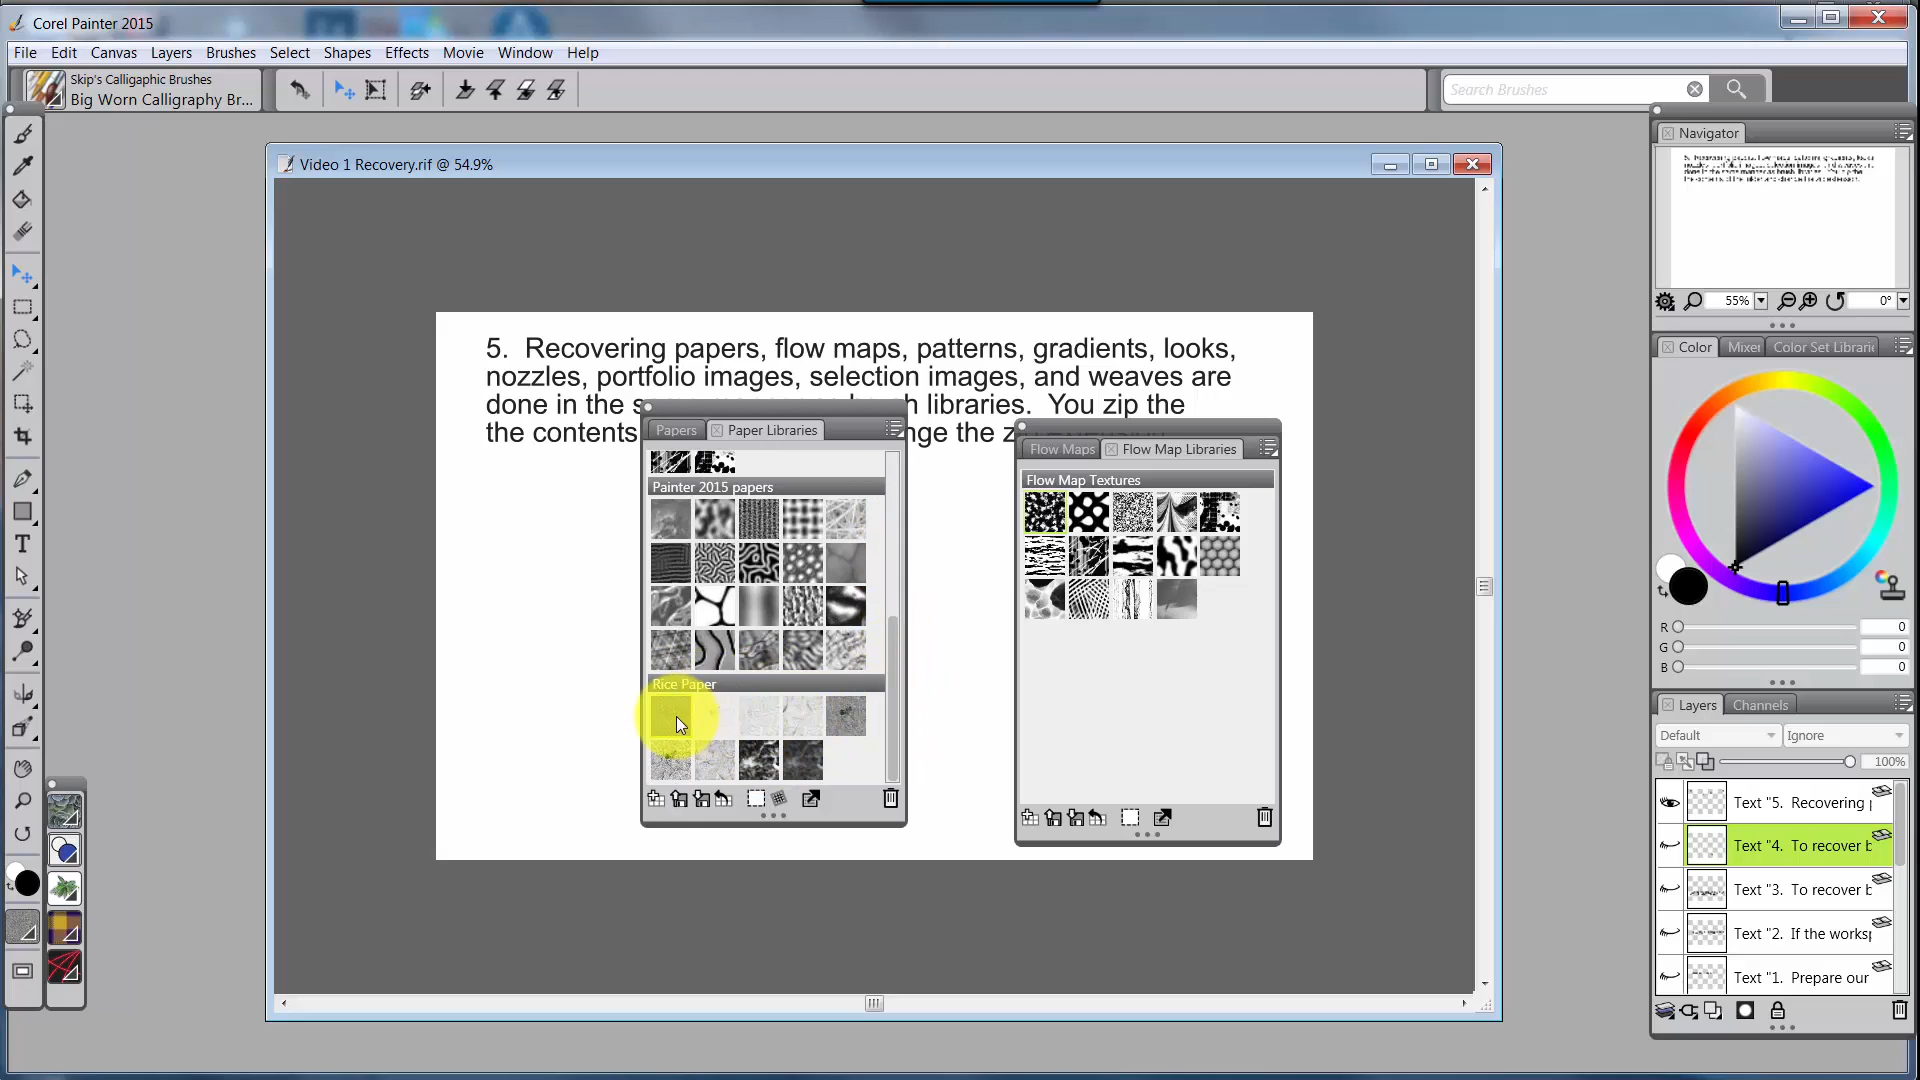 Corel Painter 2015
File Edit Canvas Layers Brushes Select Shapes Effects Movie Window Help
Skip's Calligaphic Brushes
Big Worn Calligraphy Br...
Search Brushes
Video 1 Recovery.rif @ 54.9%
5. Recovering papers, flow maps, patterns, gradients, looks,
nozzles, portfolio images, selection images, and weaves are
done in the libraries. You zip the
the contents
Papers Paper Libraries
Painter 2015 papers
Rice Paper
Flow Maps Flow Map Libraries
Flow Map Textures
Navigator
55% 0°
Color Mixer Color Set Librari
R 0
G 0
B 0
Layers Channels
Default Ignore
100%
Text "5. Recovering p
Text "4. To recover b
Text "3. To recover b
Text "2. If the worksp
Text "1. Prepare our